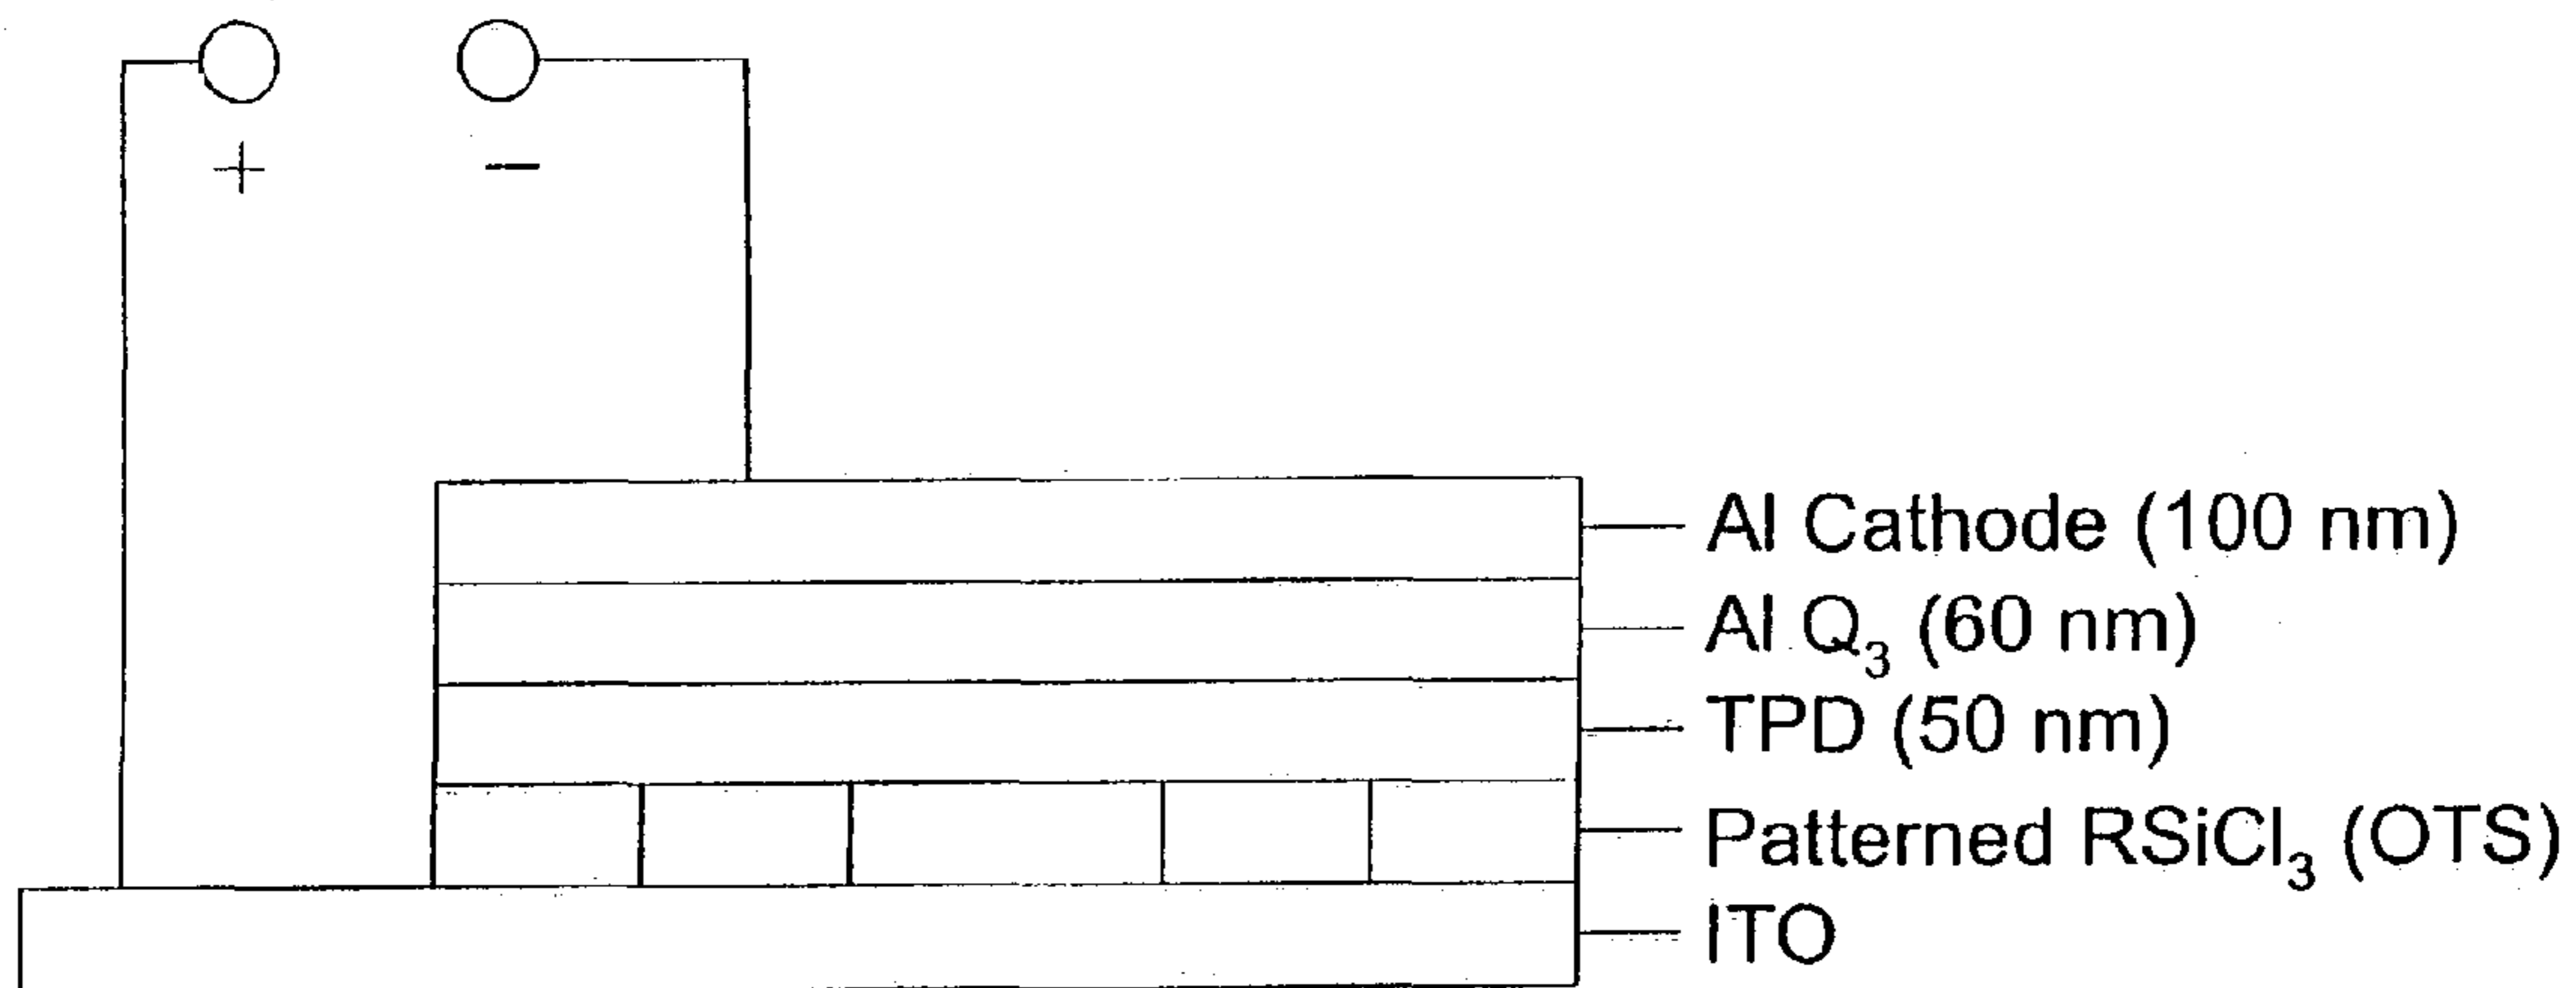 + −
Al Cathode (100 nm)
Al Q₃ (60 nm)
TPD (50 nm)
Patterned RSiCl₃ (OTS)
ITO